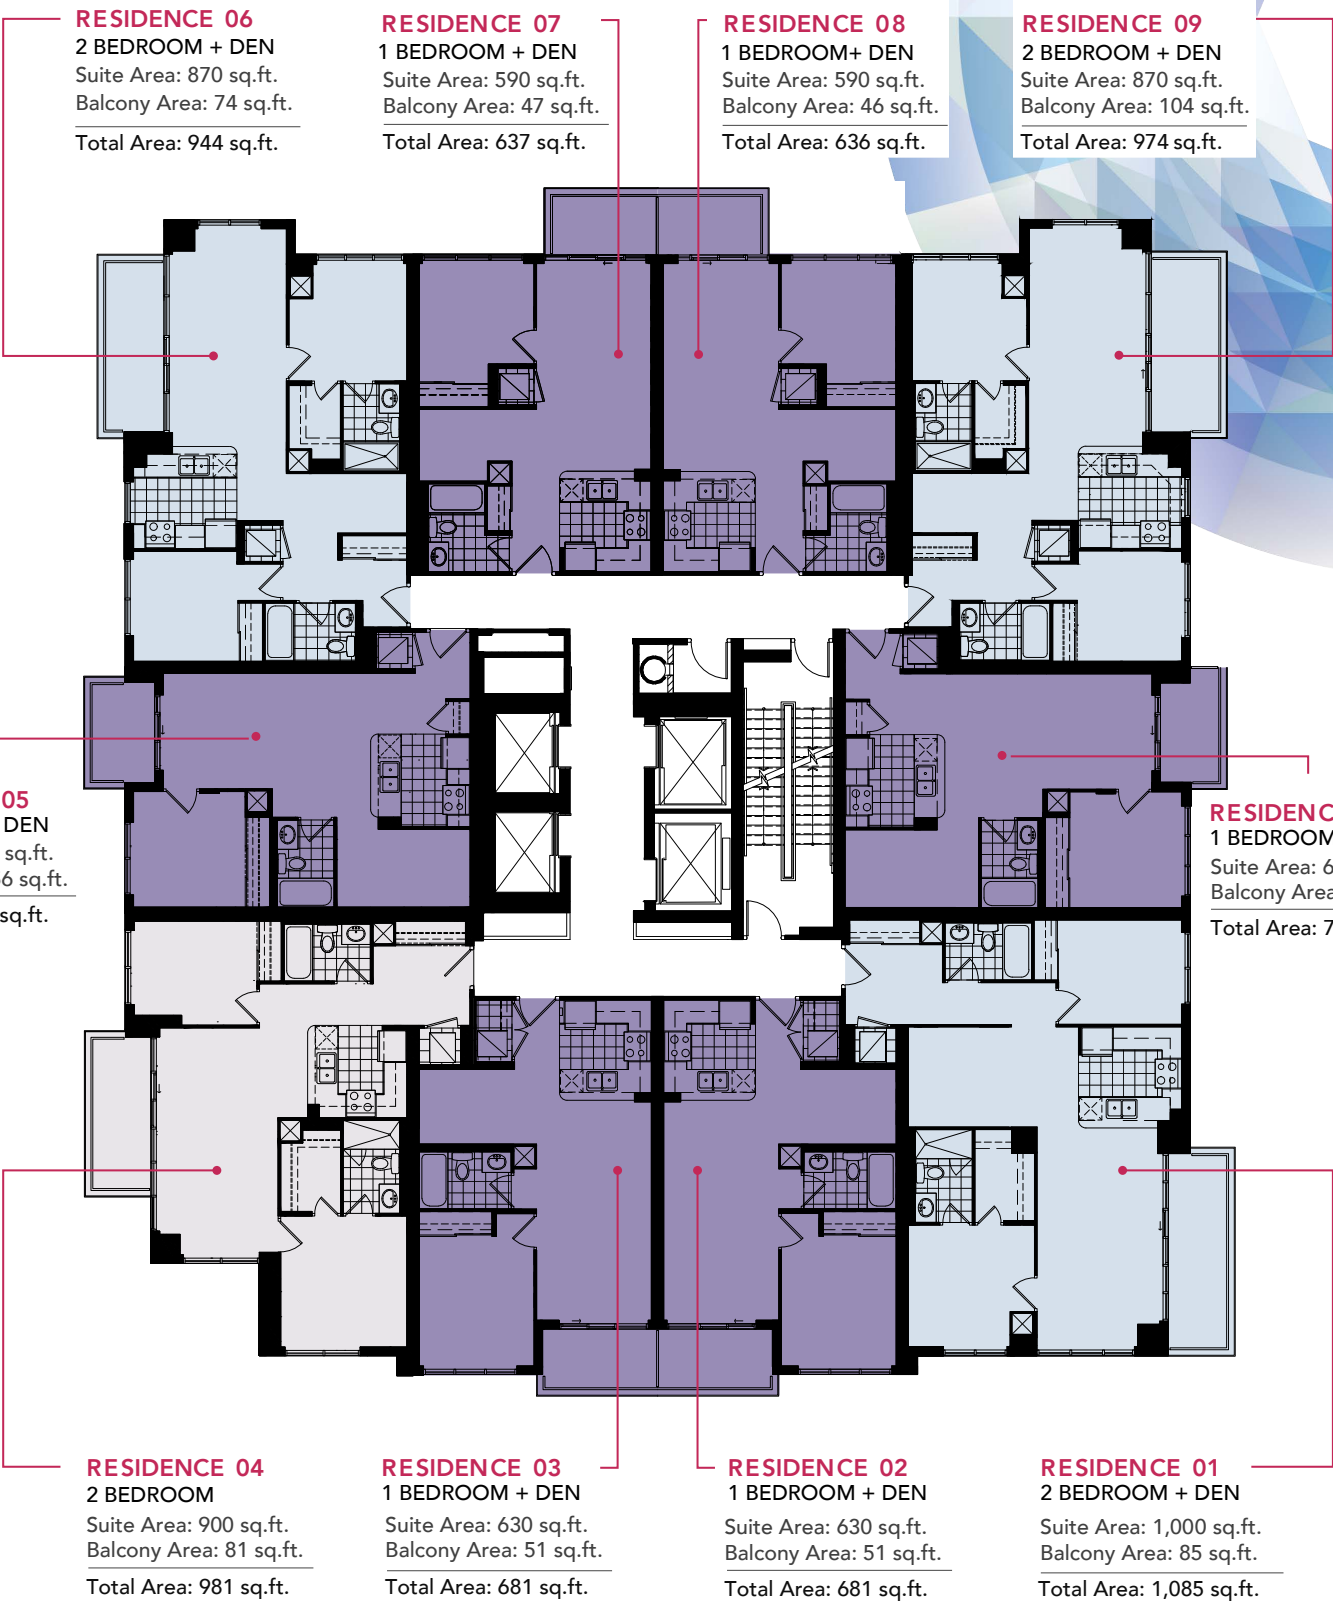 RESIDENCE 06
2 BEDROOM + DEN
Suite Area: 870 sq.ft.
Balcony Area: 74 sq.ft.
Total Area: 944 sq.ft.
RESIDENCE 07
1 BEDROOM + DEN
Suite Area: 590 sq.ft.
Balcony Area: 47 sq.ft.
Total Area: 637 sq.ft.
RESIDENCE 08
1 BEDROOM+ DEN
Suite Area: 590 sq.ft.
Balcony Area: 46 sq.ft.
Total Area: 636 sq.ft.
RESIDENCE 09
2 BEDROOM + DEN
Suite Area: 870 sq.ft.
Balcony Area: 104 sq.ft.
Total Area: 974 sq.ft.
05
DEN
sq.ft.
6 sq.ft.
sq.ft.
RESIDENC
1 BEDROOM
Suite Area: 6
Balcony Area
Total Area: 7
RESIDENCE 04
2 BEDROOM
Suite Area: 900 sq.ft.
Balcony Area: 81 sq.ft.
Total Area: 981 sq.ft.
RESIDENCE 03
1 BEDROOM + DEN
Suite Area: 630 sq.ft.
Balcony Area: 51 sq.ft.
Total Area: 681 sq.ft.
RESIDENCE 02
1 BEDROOM + DEN
Suite Area: 630 sq.ft.
Balcony Area: 51 sq.ft.
Total Area: 681 sq.ft.
RESIDENCE 01
2 BEDROOM + DEN
Suite Area: 1,000 sq.ft.
Balcony Area: 85 sq.ft.
Total Area: 1,085 sq.ft.